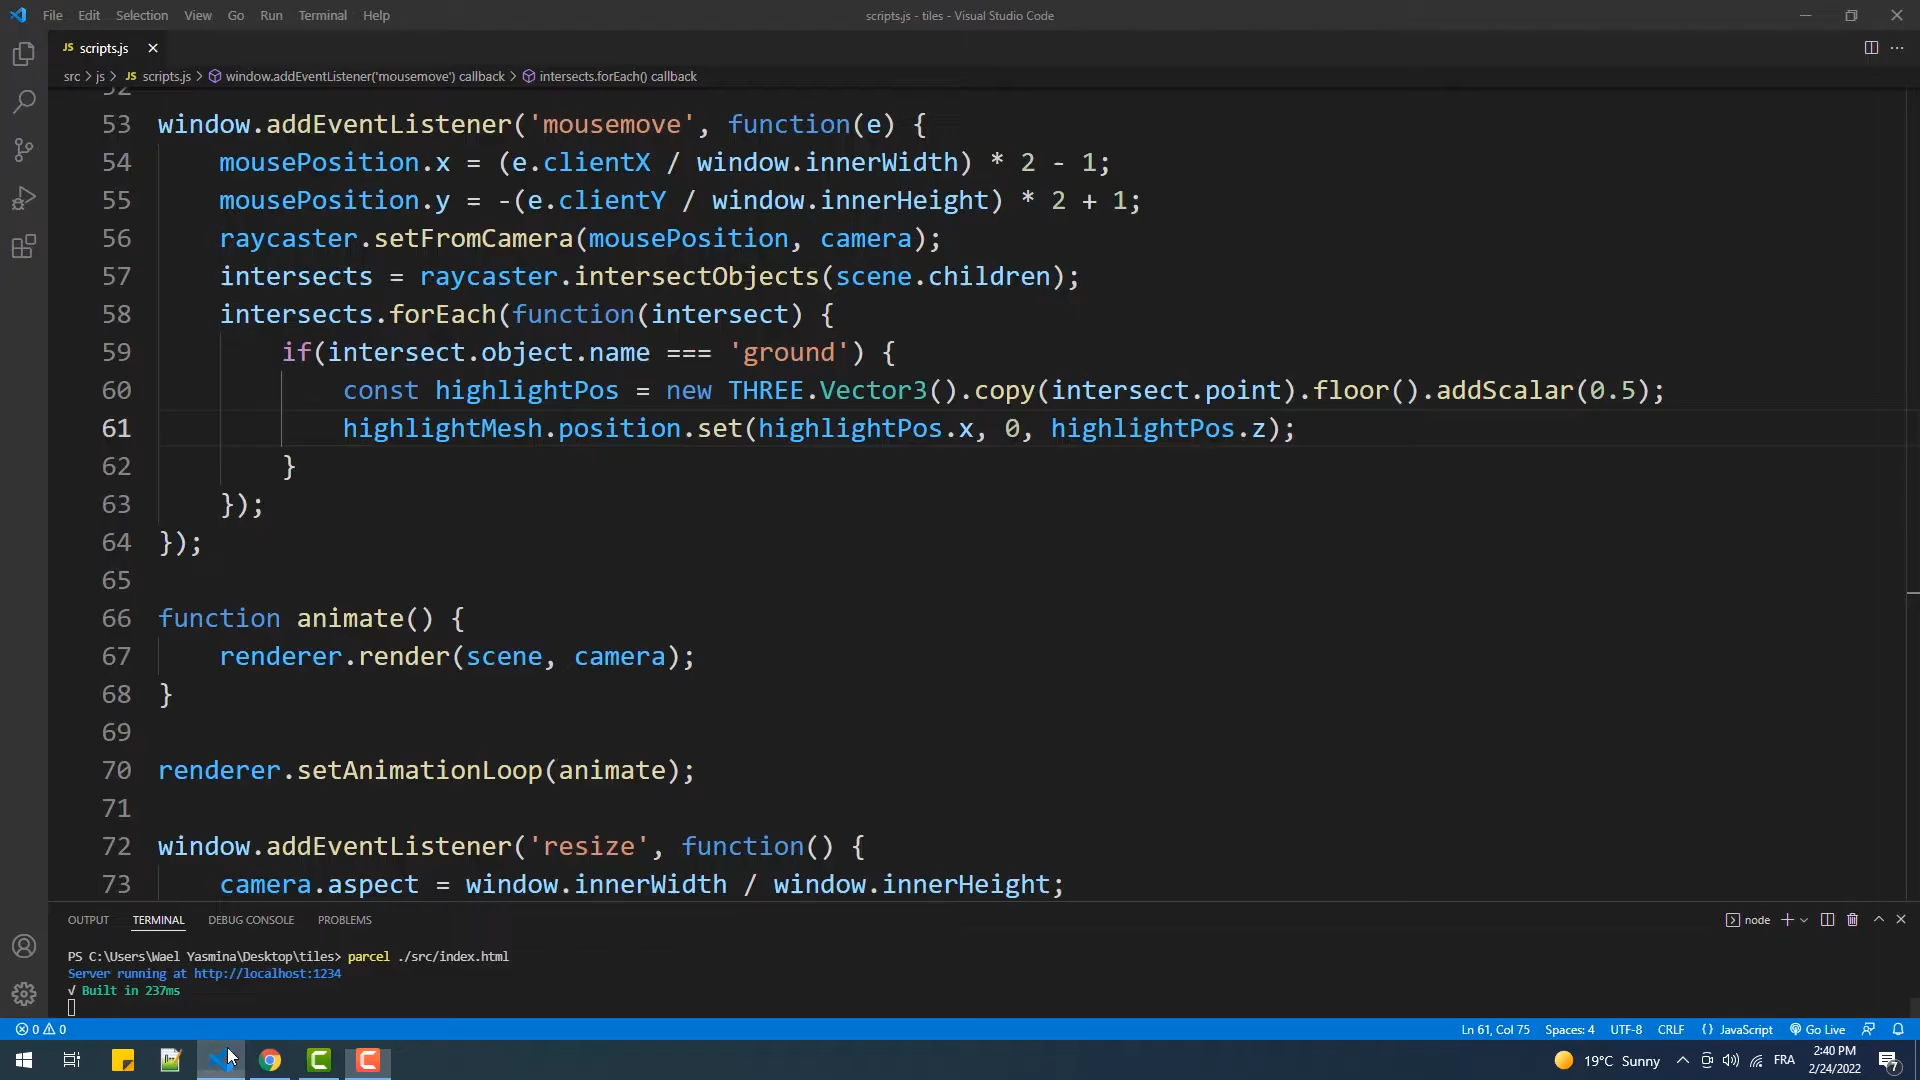 File Edit Selection View Go Run Terminal Help
scripts.js - tiles - Visual Studio Code
JS scripts.js
src > js > JS scripts.js > window.addEventListener('mousemove') callback > intersects.forEach() callback
52
53 window.addEventListener('mousemove', function(e) {
54 mousePosition.x = (e.clientX / window.innerWidth) * 2 - 1;
55 mousePosition.y = -(e.clientY / window.innerHeight) * 2 + 1;
56 raycaster.setFromCamera(mousePosition, camera);
57 intersects = raycaster.intersectObjects(scene.children);
58 intersects.forEach(function(intersect) {
59 if(intersect.object.name === 'ground') {
60 const highlightPos = new THREE.Vector3().copy(intersect.point).floor().addScalar(0.5);
61 highlightMesh.position.set(highlightPos.x, 0, highlightPos.z);
62 }
63 });
64 });
65
66 function animate() {
67 renderer.render(scene, camera);
68 }
69
70 renderer.setAnimationLoop(animate);
71
72 window.addEventListener('resize', function() {
73 camera.aspect = window.innerWidth / window.innerHeight;
OUTPUT TERMINAL DEBUG CONSOLE PROBLEMS
node
PS C:\Users\Wael Yasmina\Desktop\tiles> parcel ./src/index.html
Server running at http://localhost:1234
√ Built in 237ms
0 0
Ln 61, Col 75 Spaces: 4 UTF-8 CRLF {} JavaScript Go Live
19°C Sunny
FRA
2:40 PM
2/24/2022
7